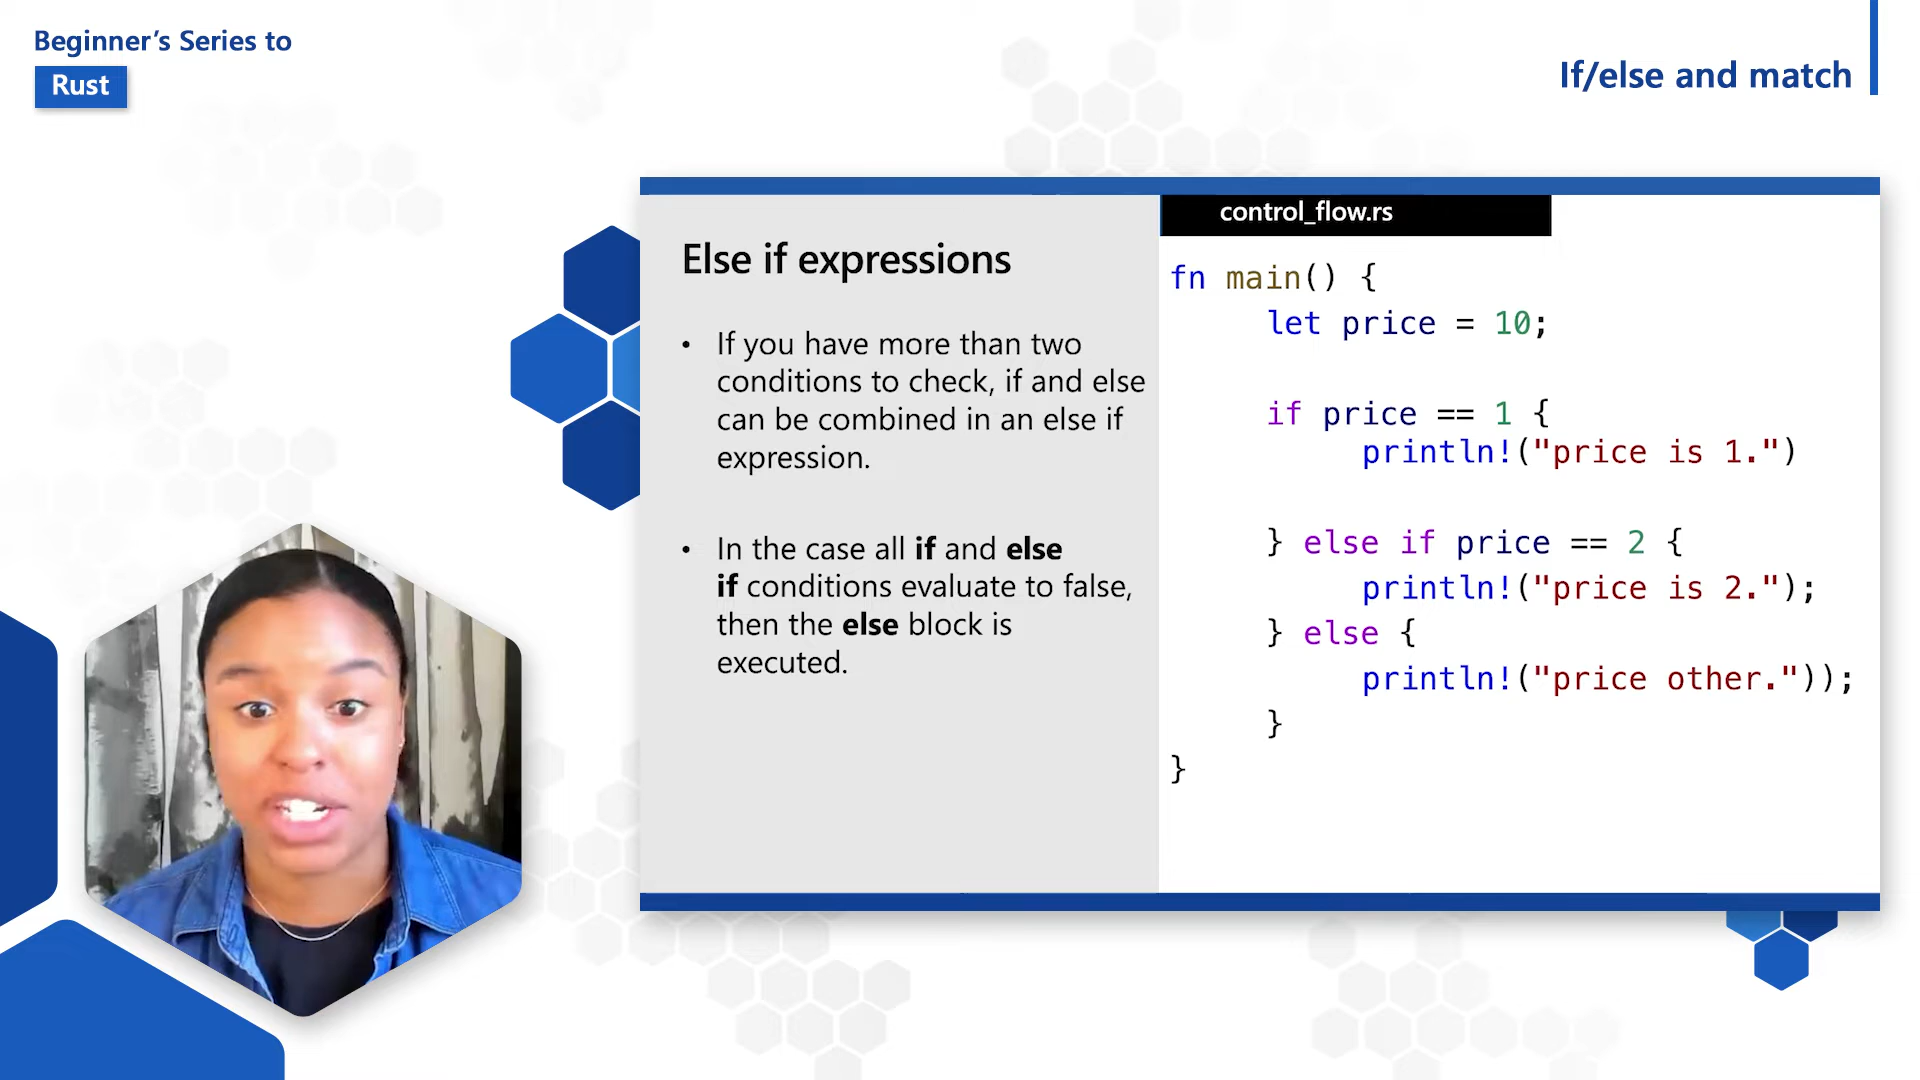 Beginner’s Series to
Rust
If/else and match
Else if expressions
• If you have more than two
conditions to check, if and else
can be combined in an else if
expression.
• In the case all if and else
if conditions evaluate to false,
then the else block is
executed.
control_flow.rs
fn main() {
let price = 10;
if price == 1 {
println!("price is 1.")
} else if price == 2 {
println!("price is 2.");
} else {
println!("price other."));
}
}